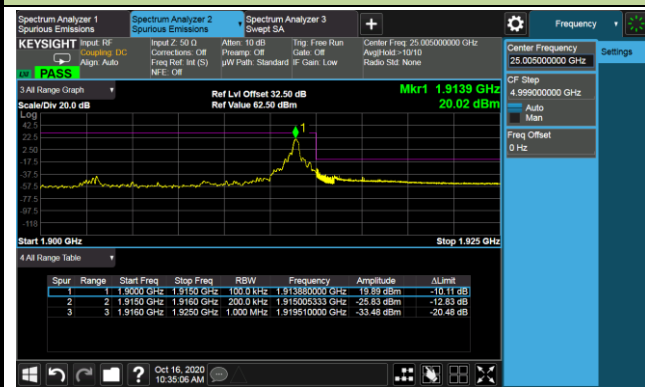 Spectrum Analyzer 1
Spurious Emissions
Spectrum Analyzer 2
Spurious Emissions
Spectrum Analyzer 3
Swept SA
+
Frequency
KEYSIGHT
Input: RF
Coupling: DC
Align: Auto
Input Z: 50 Ω
Corrections: Off
Freq Ref: Int (S)
NFE: Off
Atten: 10 dB
Preamp: Off
µW Path: Standard
Trig: Free Run
Gate: Off
IF Gain: Low
Center Freq: 25.005000000 GHz
Avg|Hold:>10/10
Radio Std: None
PASS
Center Frequency
25.005000000 GHz
Settings
CF Step
4.999000000 GHz
Auto
Man
Freq Offset
0 Hz
3 All Range Graph
Scale/Div 20.0 dB
Ref Lvl Offset 32.50 dB
Ref Value 62.50 dBm
Mkr1 1.9139 GHz
20.02 dBm
Log
42.5
22.5
2.50
-17.5
-37.5
-57.5
-77.5
-97.5
-118
1
Start 1.900 GHz
Stop 1.925 GHz
4 All Range Table
Spur Range Start Freq Stop Freq RBW Frequency Amplitude ΔLimit
1 1 1.9000 GHz 1.9150 GHz 100.0 kHz 1.913880000 GHz 19.89 dBm -10.11 dB
2 2 1.9150 GHz 1.9160 GHz 200.0 kHz 1.915005333 GHz -25.83 dBm -12.83 dB
3 3 1.9160 GHz 1.9250 GHz 1.000 MHz 1.919510000 GHz -33.48 dBm -20.48 dB
?
Oct 16, 2020
10:35:06 AM